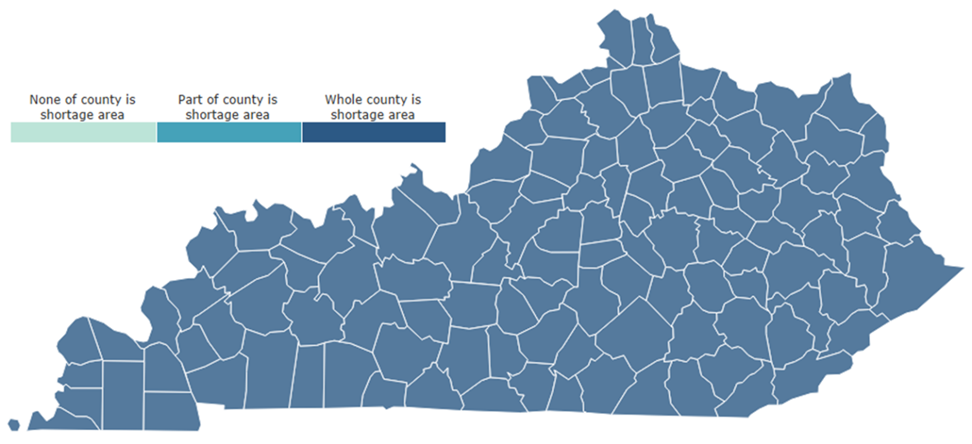 None of county is
shortage area
Part of county is
shortage area
Whole county is
shortage area